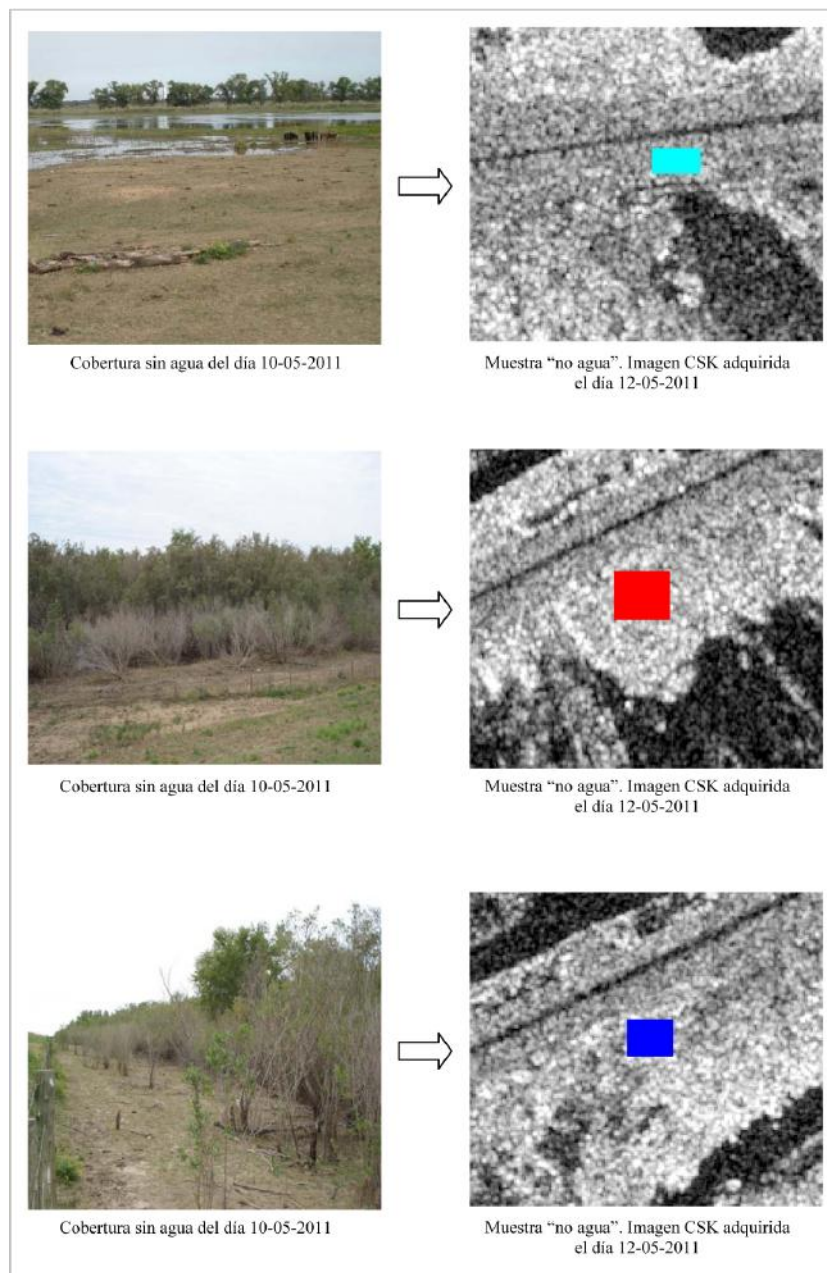 Cobertura sin agua del día 10-05-2011
Muestra “no agua”. Imagen CSK adquirida
el día 12-05-2011
Cobertura sin agua del día 10-05-2011
Muestra “no agua”. Imagen CSK adquirida
el día 12-05-2011
Cobertura sin agua del día 10-05-2011
Muestra “no agua”. Imagen CSK adquirida
el día 12-05-2011